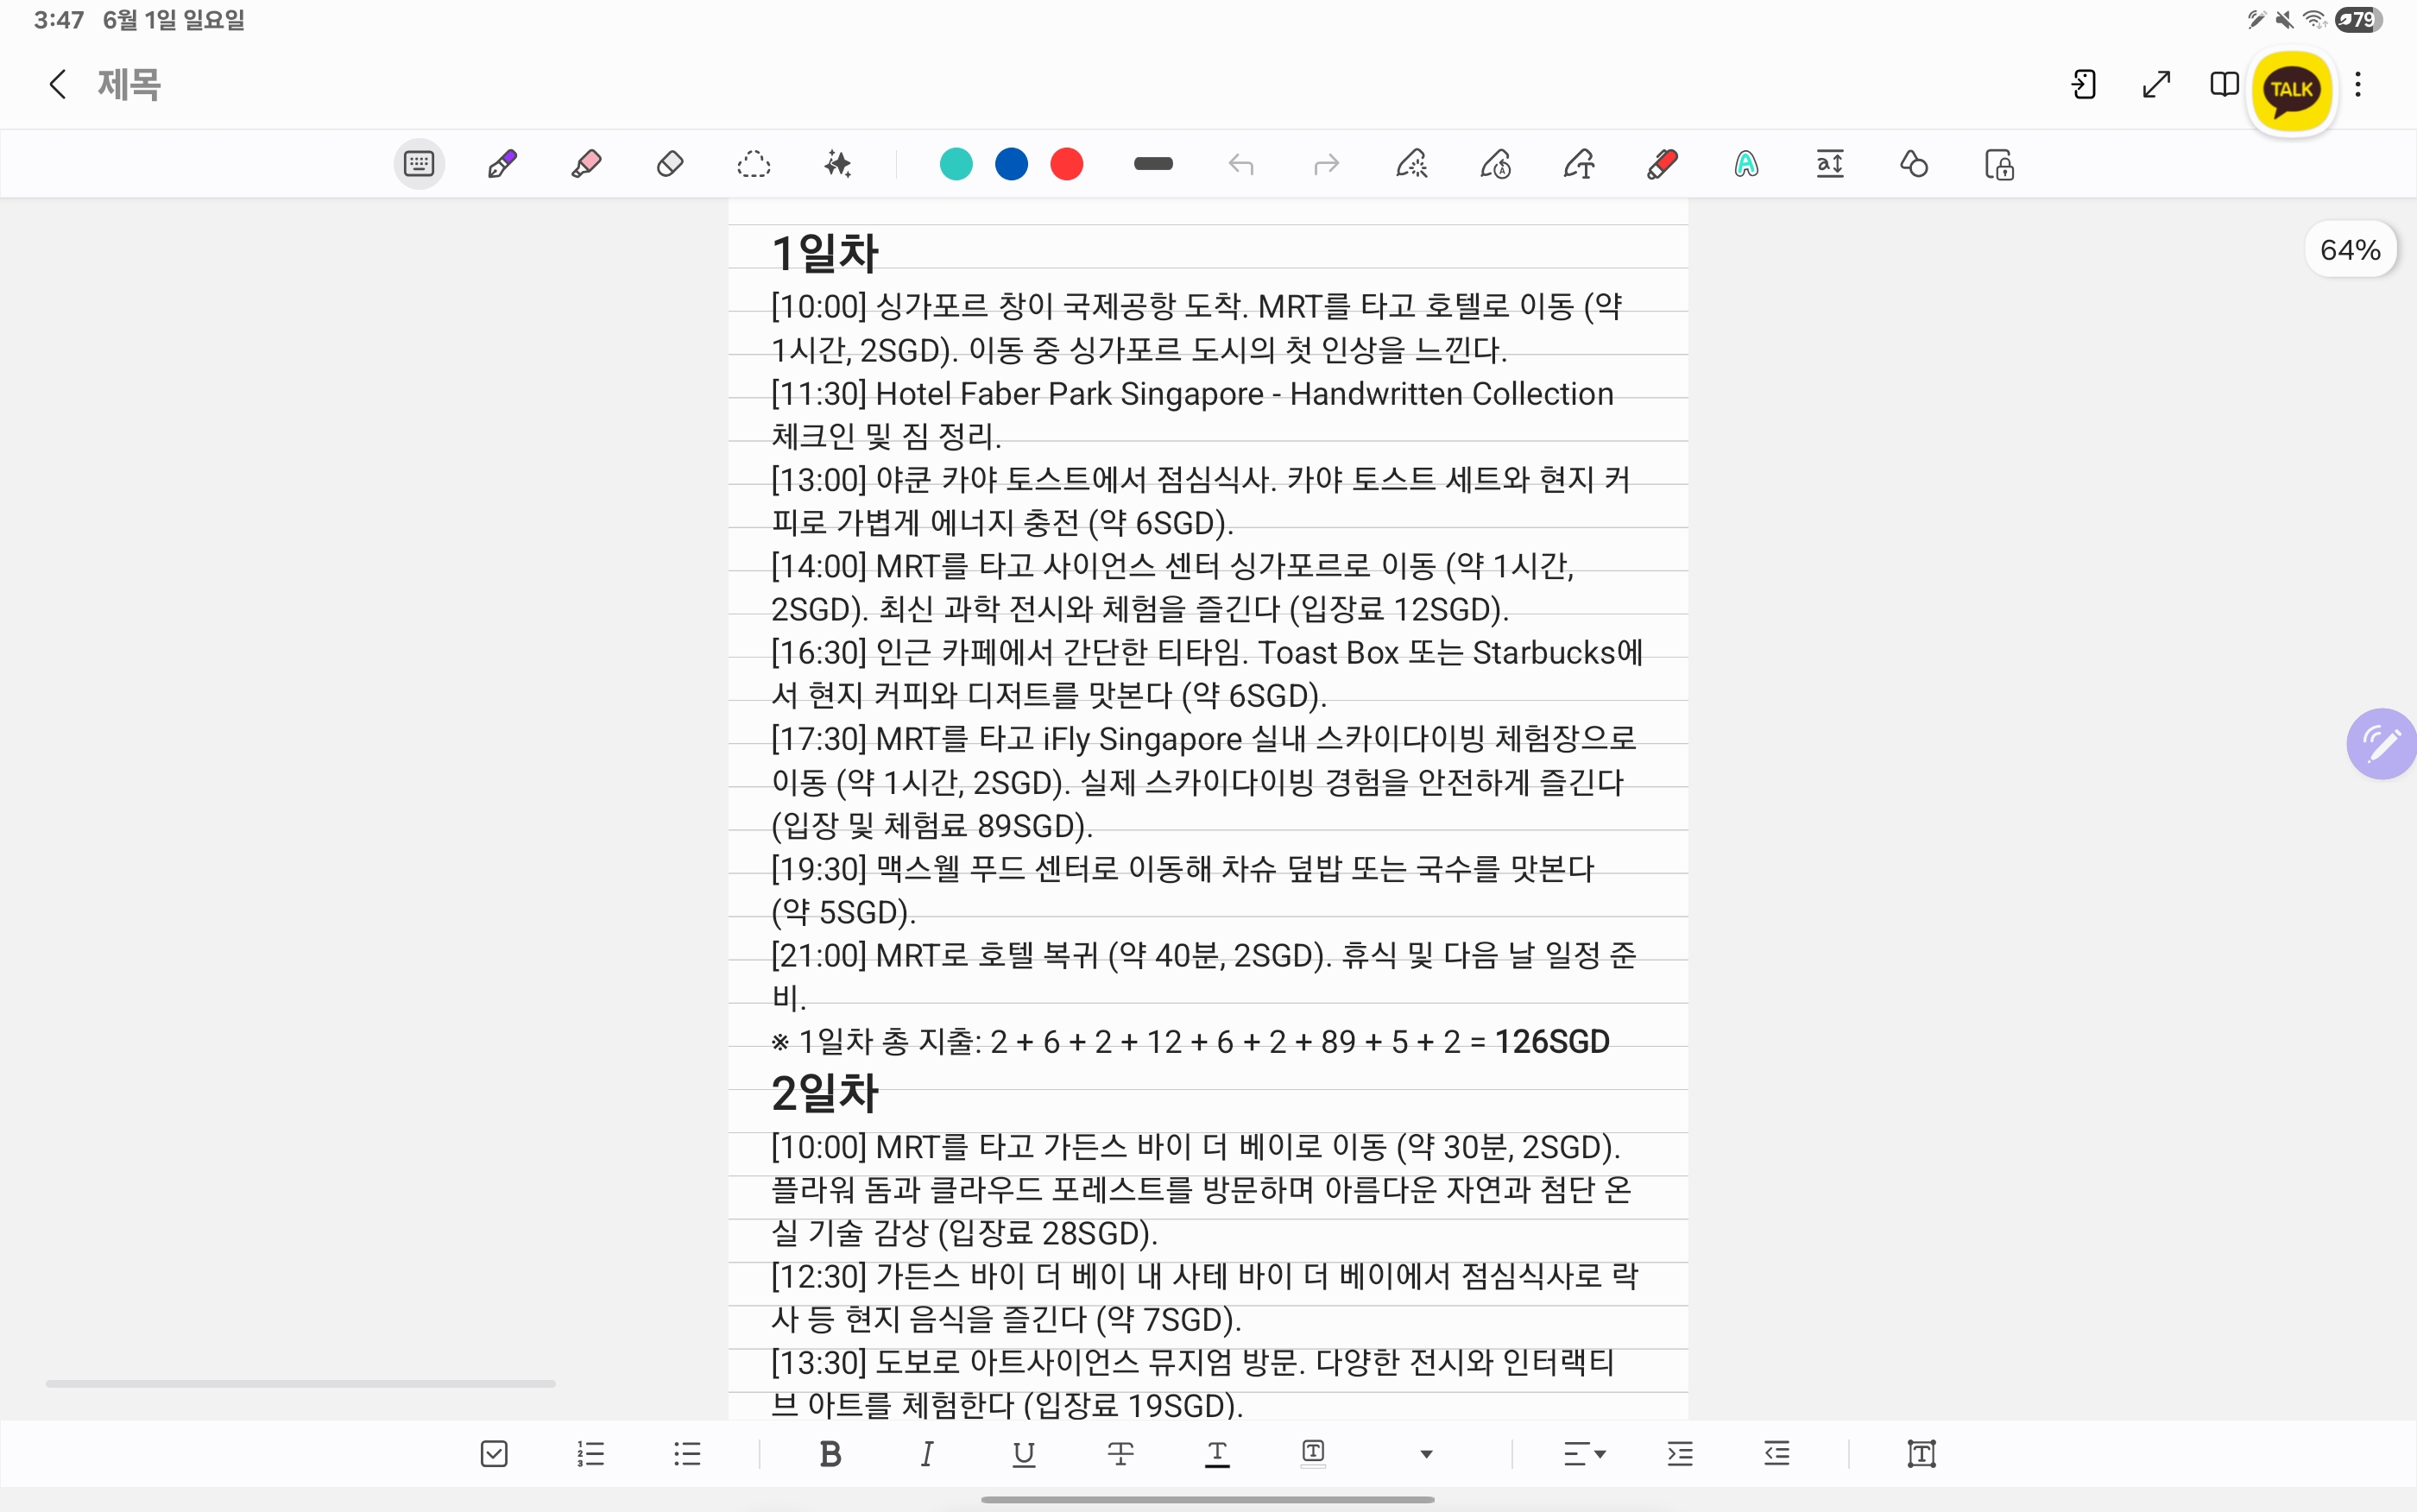 3:47 6월 1일 일요일
79
제목
TALK
64%
1일차
[10:00] 싱가포르 창이 국제공항 도착. MRT를 타고 호텔로 이동 (약
1시간, 2SGD). 이동 중 싱가포르 도시의 첫 인상을 느낀다.
[11:30] Hotel Faber Park Singapore - Handwritten Collection
체크인 및 짐 정리.
[13:00] 야쿤 카야 토스트에서 점심식사. 카야 토스트 세트와 현지 커
피로 가볍게 에너지 충전 (약 6SGD).
[14:00] MRT를 타고 사이언스 센터 싱가포르로 이동 (약 1시간,
2SGD). 최신 과학 전시와 체험을 즐긴다 (입장료 12SGD).
[16:30] 인근 카페에서 간단한 티타임. Toast Box 또는 Starbucks에
서 현지 커피와 디저트를 맛본다 (약 6SGD).
[17:30] MRT를 타고 iFly Singapore 실내 스카이다이빙 체험장으로
이동 (약 1시간, 2SGD). 실제 스카이다이빙 경험을 안전하게 즐긴다
(입장 및 체험료 89SGD).
[19:30] 맥스웰 푸드 센터로 이동해 차슈 덮밥 또는 국수를 맛본다
(약 5SGD).
[21:00] MRT로 호텔 복귀 (약 40분, 2SGD). 휴식 및 다음 날 일정 준
비.
※ 1일차 총 지출: 2 + 6 + 2 + 12 + 6 + 2 + 89 + 5 + 2 = 126SGD
2일차
[10:00] MRT를 타고 가든스 바이 더 베이로 이동 (약 30분, 2SGD).
플라워 돔과 클라우드 포레스트를 방문하며 아름다운 자연과 첨단 온
실 기술 감상 (입장료 28SGD).
[12:30] 가든스 바이 더 베이 내 사테 바이 더 베이에서 점심식사로 락
사 등 현지 음식을 즐긴다 (약 7SGD).
[13:30] 도보로 아트사이언스 뮤지엄 방문. 다양한 전시와 인터랙티
브 아트를 체험한다 (입장료 19SGD).